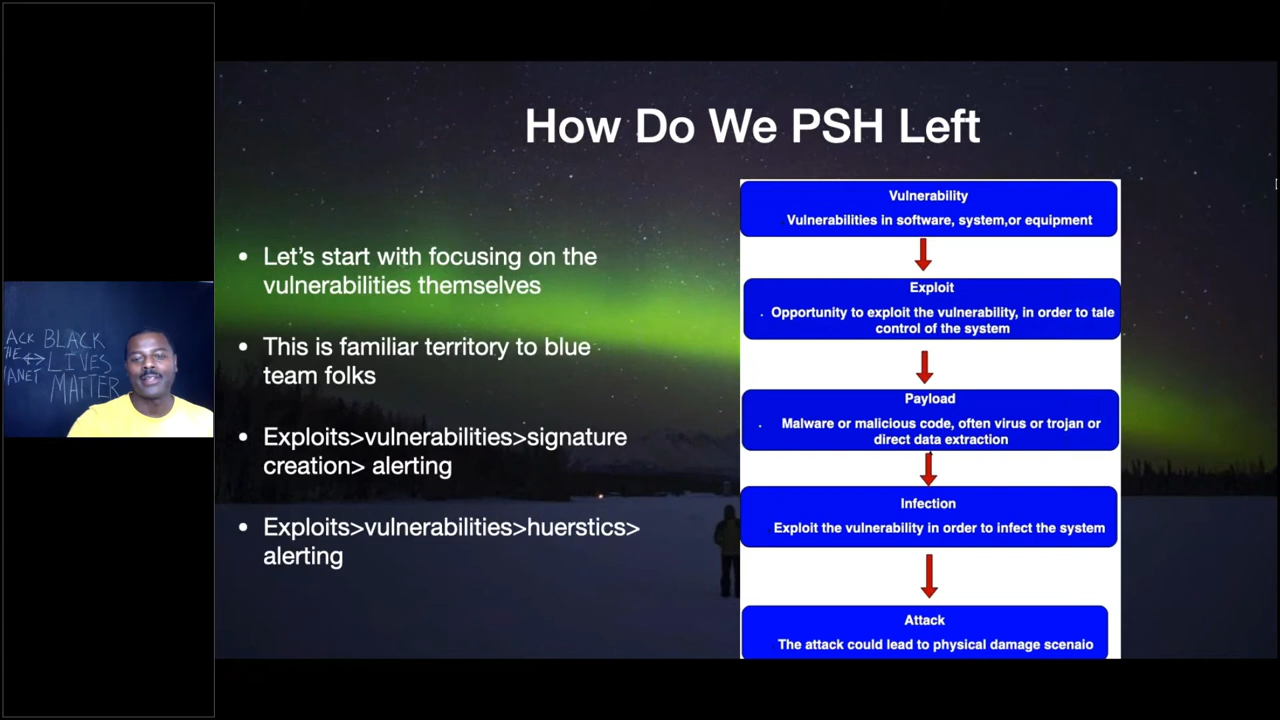 How Do We PSH Left
• Let's start with focusing on the
vulnerabilities themselves
• This is familiar territory to blue
team folks
• Exploits>vulnerabilities>signature
creation> alerting
• Exploits>vulnerabilities>huerstics>
alerting
Vulnerability
Vulnerabilities in software, system,or equipment
Exploit
Opportunity to exploit the vulnerability, in order to tale
control of the system
Payload
Malware or malicious code, often virus or trojan or
direct data extraction
Infection
Exploit the vulnerability in order to infect the system
Attack
The attack could lead to physical damage scenaio
ACK BLACK
LIVES
ANET MATTER